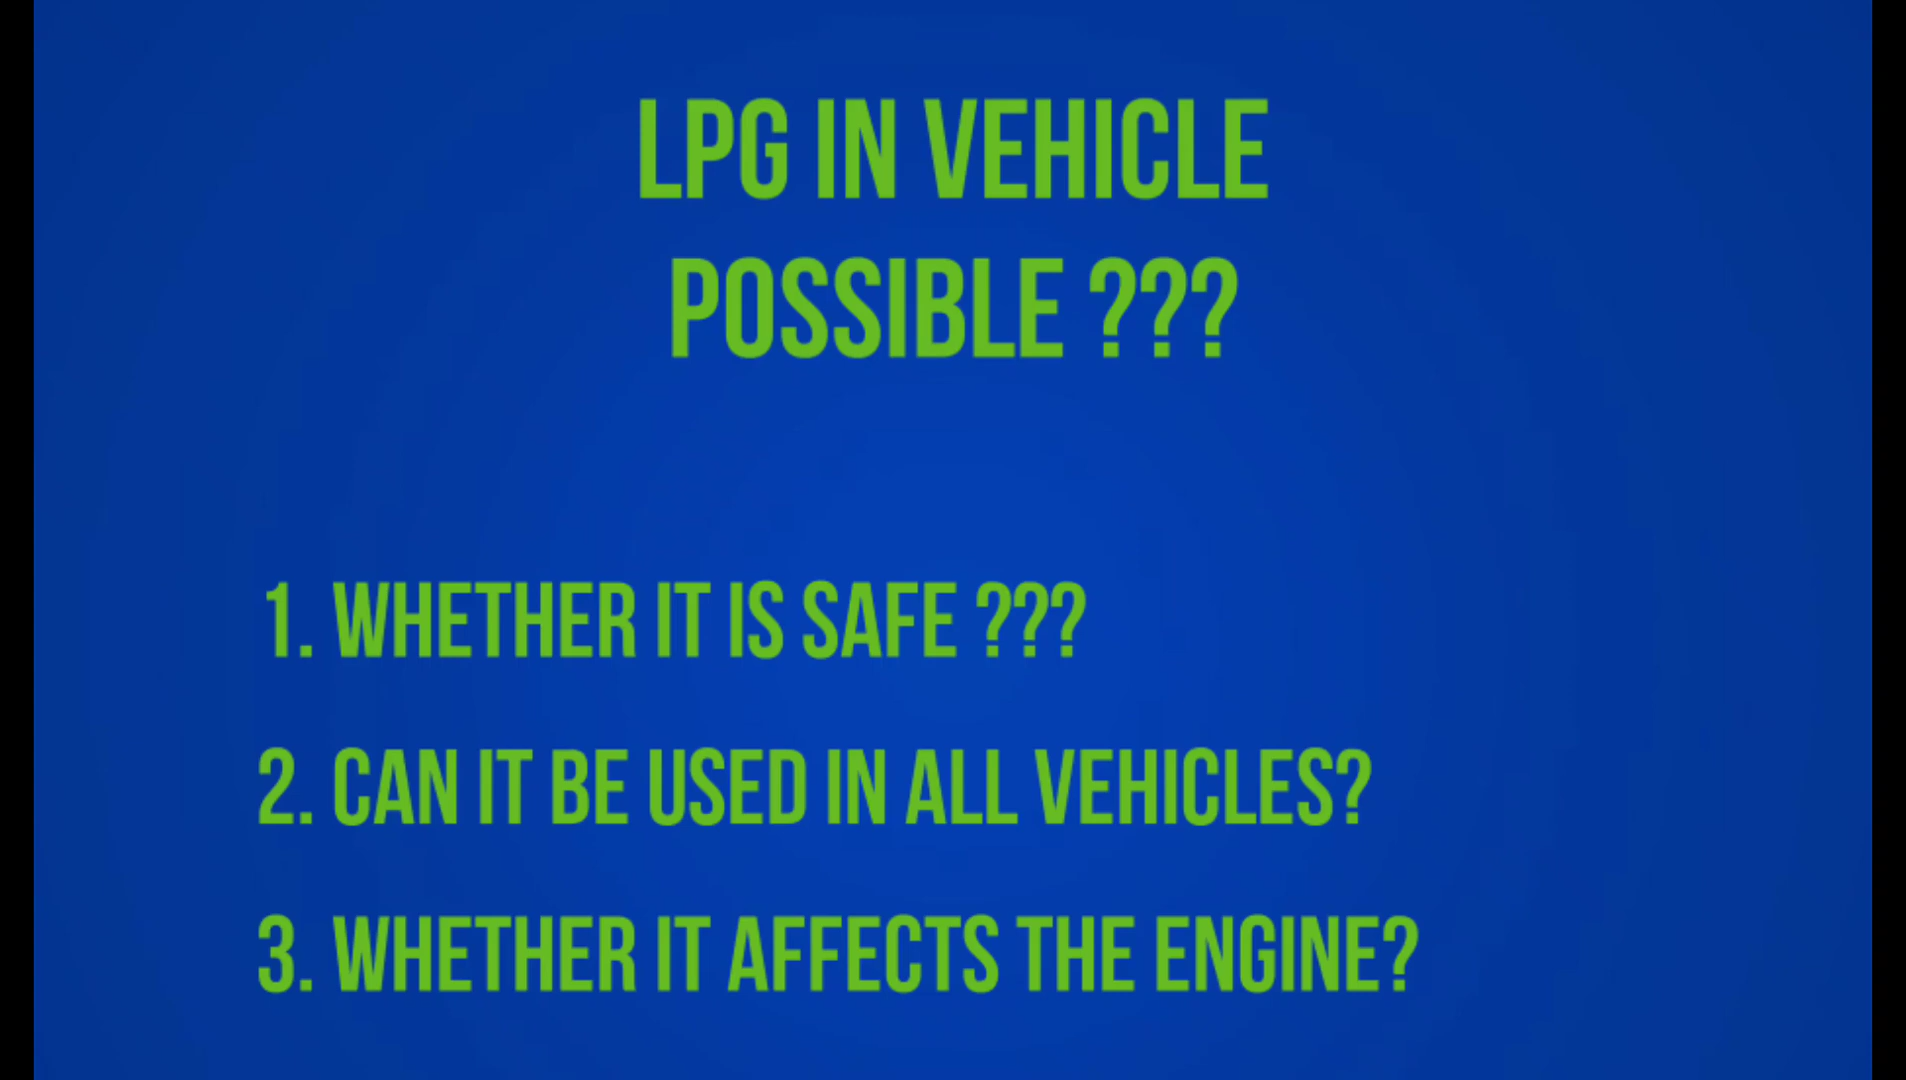 LPG IN VEHICLE
POSSIBLE ???
1. WHETHER IT IS SAFE ???
2. CAN IT BE USED IN ALL VEHICLES?
3. WHETHER IT AFFECTS THE ENGINE?